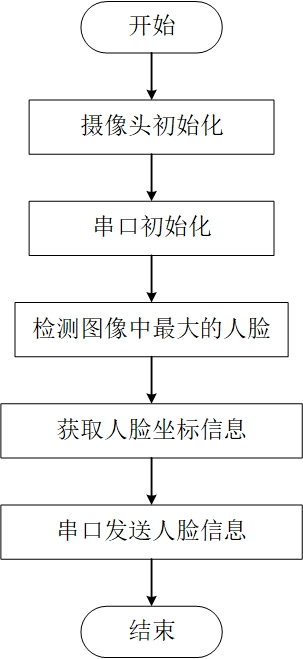 开始
摄像头初始化
串口初始化
检测图像中最大的人脸
获取人脸坐标信息
串口发送人脸信息
结束